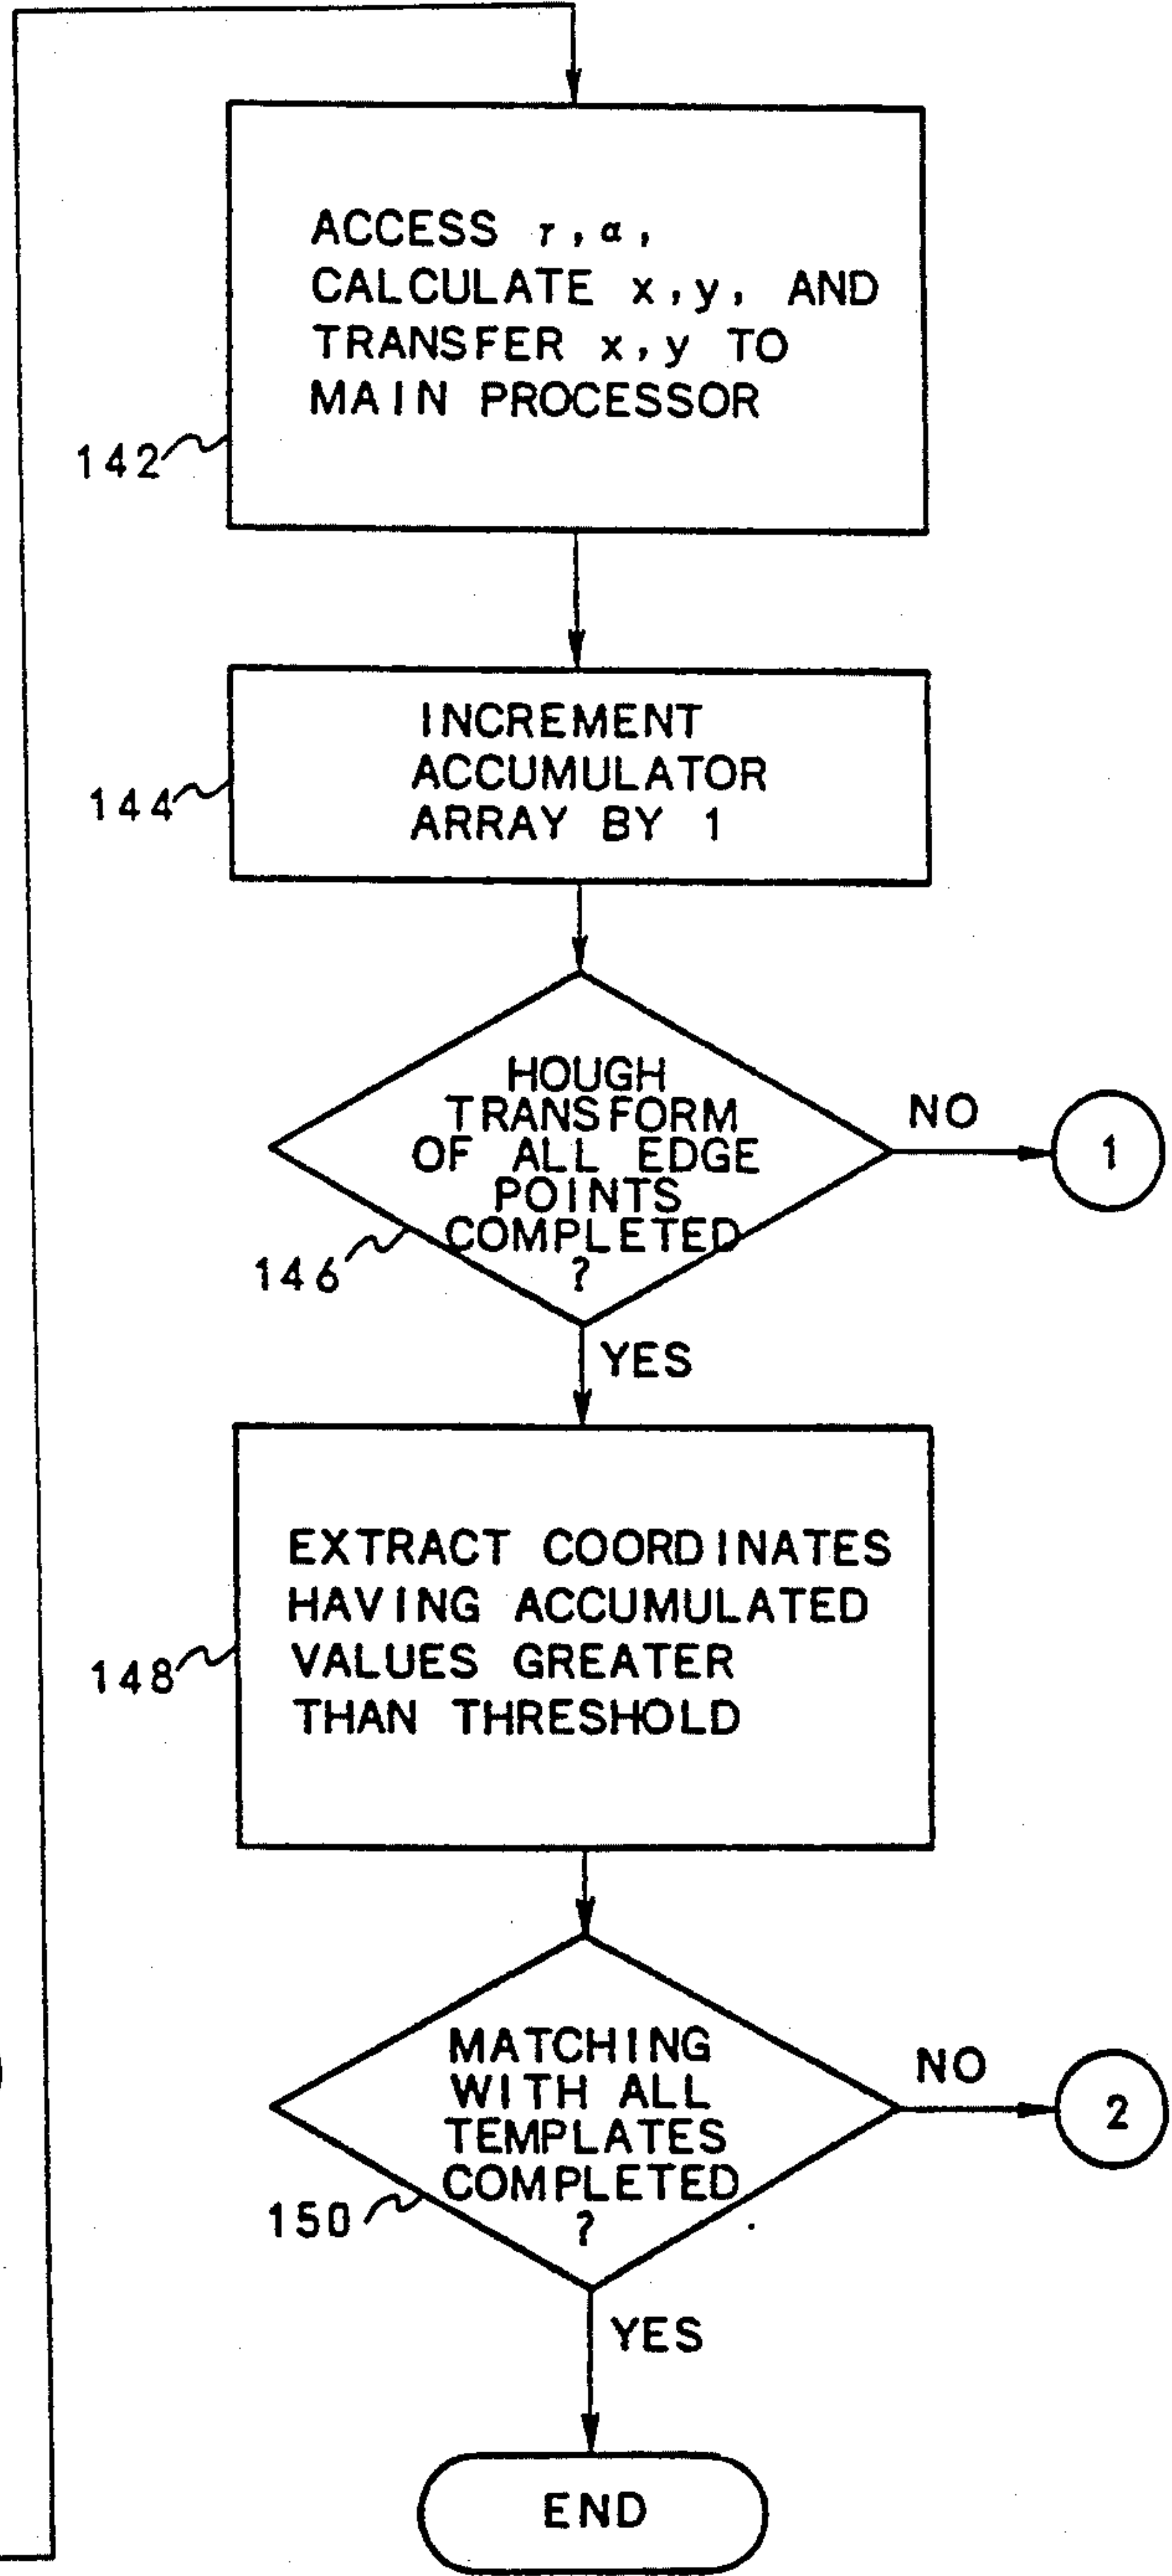 ACCESS r, α,
CALCULATE x, y, AND
TRANSFER x, y TO
MAIN PROCESSOR
142
INCREMENT
ACCUMULATOR
ARRAY BY 1
144
HOUGH
TRANSFORM
OF ALL EDGE
POINTS
COMPLETED
?
146
NO
1
YES
EXTRACT COORDINATES
HAVING ACCUMULATED
VALUES GREATER
THAN THRESHOLD
148
MATCHING
WITH ALL
TEMPLATES
COMPLETED
?
150
NO
2
YES
END